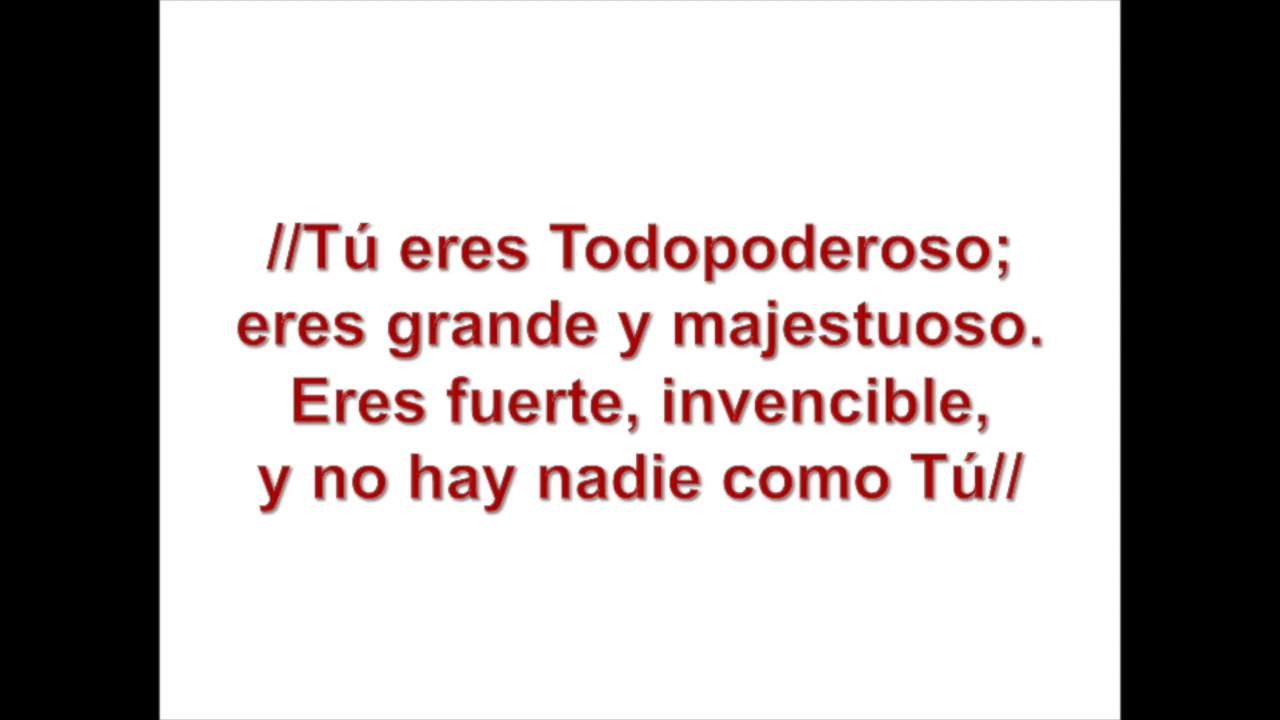 //Tú eres Todopoderoso;
eres grande y majestuoso.
Eres fuerte, invencible,
y no hay nadie como Tú//